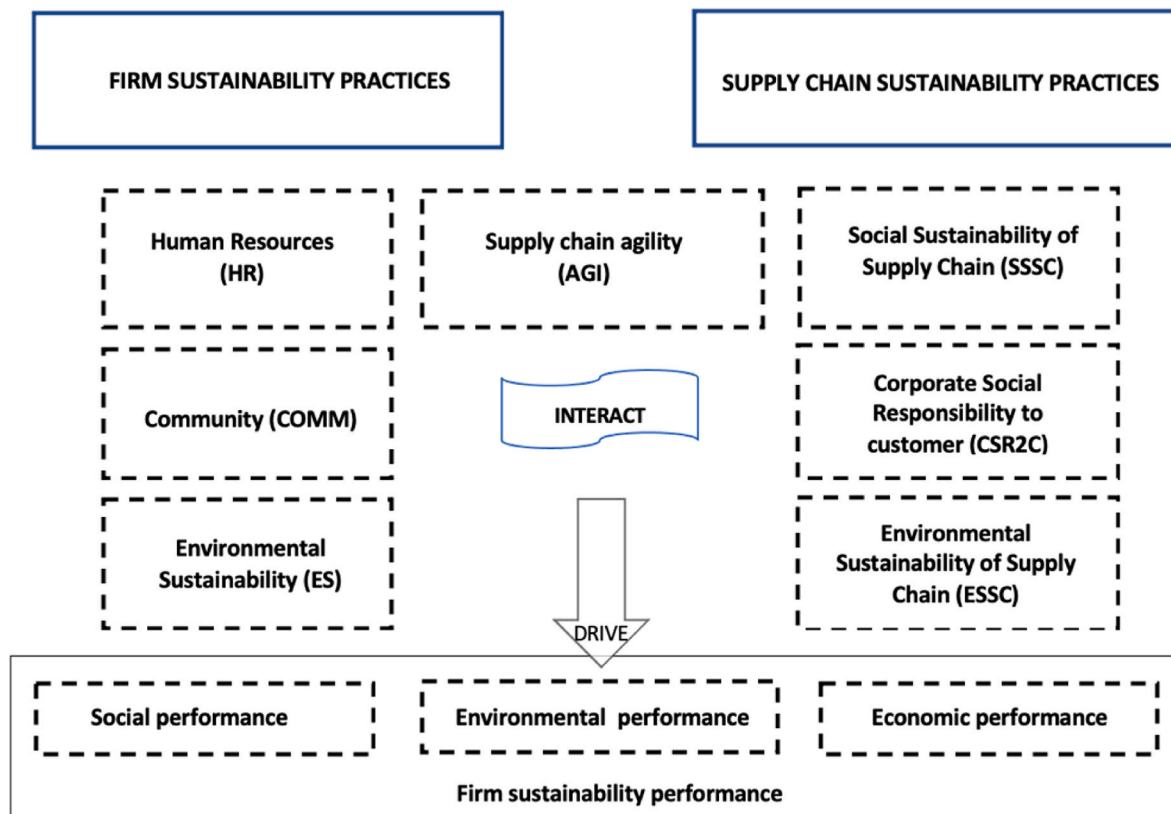 FIRM SUSTAINABILITY PRACTICES
SUPPLY CHAIN SUSTAINABILITY PRACTICES
Human Resources
(HR)
Supply chain agility
(AGI)
Social Sustainability of
Supply Chain (SSSC)
Community (COMM)
INTERACT
Corporate Social
Responsibility to
customer (CSR2C)
Environmental
Sustainability (ES)
Environmental
Sustainability of Supply
Chain (ESSC)
DRIVE
Social performance
Environmental performance
Economic performance
Firm sustainability performance